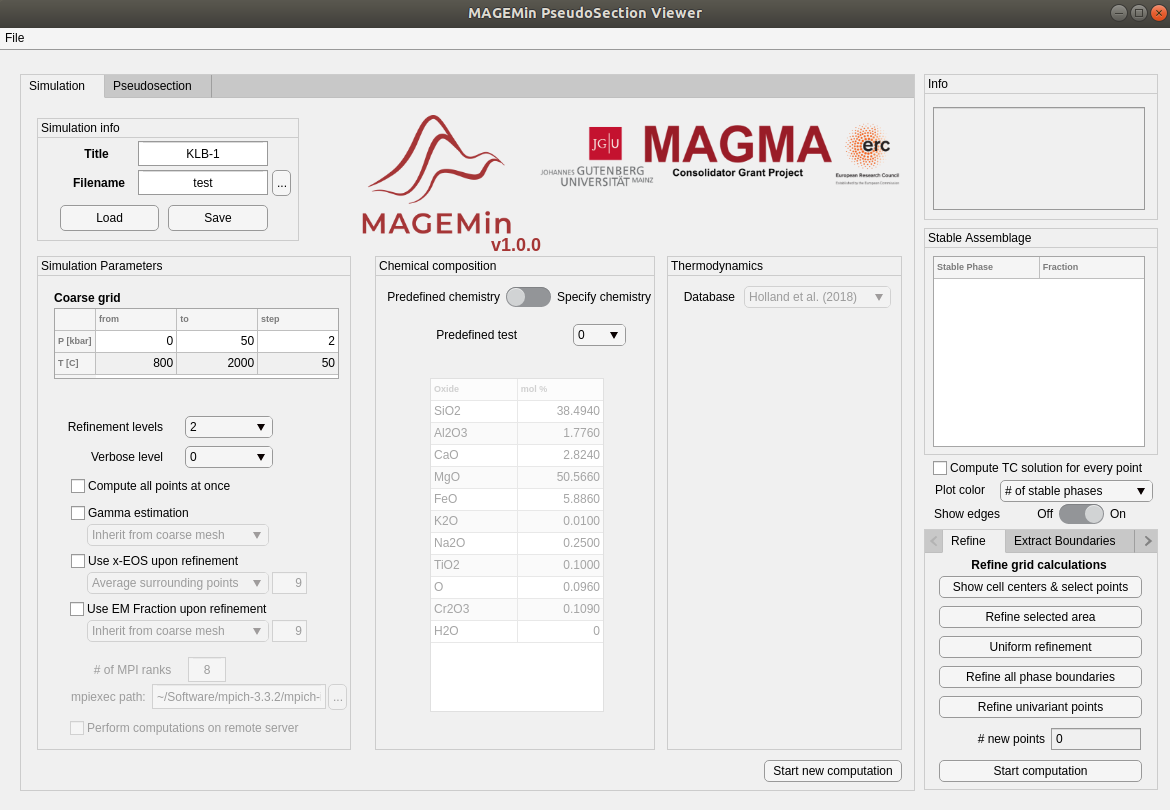 MAGEMin PseudoSection Viewer
File
Simulation Pseudosection
Simulation info
Title KLB-1
Filename test ...
Load Save
MAGEMin
v1.0.0
JG|U
JOHANNES GUTENBERG
UNIVERSITÄT MAINZ
MAGMA
Consolidator Grant Project
erc
European Research Council
Established by the European Commission
Simulation Parameters
Coarse grid
from to step
P [kbar] 0 50 2
T [C] 800 2000 50
Refinement levels 2
Verbose level 0
Compute all points at once
Gamma estimation
Inherit from coarse mesh
Use x-EOS upon refinement
Average surrounding points 9
Use EM Fraction upon refinement
Inherit from coarse mesh 9
# of MPI ranks 8
mpiexec path: ~/Software/mpich-3.3.2/mpich- ...
Perform computations on remote server
Chemical composition
Predefined chemistry Specify chemistry
Predefined test 0
Oxide mol %
SiO2 38.4940
Al2O3 1.7760
CaO 2.8240
MgO 50.5660
FeO 5.8860
K2O 0.0100
Na2O 0.2500
TiO2 0.1000
O 0.0960
Cr2O3 0.1090
H2O 0
Thermodynamics
Database Holland et al. (2018)
Start new computation
Info
Stable Assemblage
Stable Phase Fraction
Compute TC solution for every point
Plot color # of stable phases
Show edges Off On
Refine Extract Boundaries
Refine grid calculations
Show cell centers & select points
Refine selected area
Uniform refinement
Refine all phase boundaries
Refine univariant points
# new points 0
Start computation